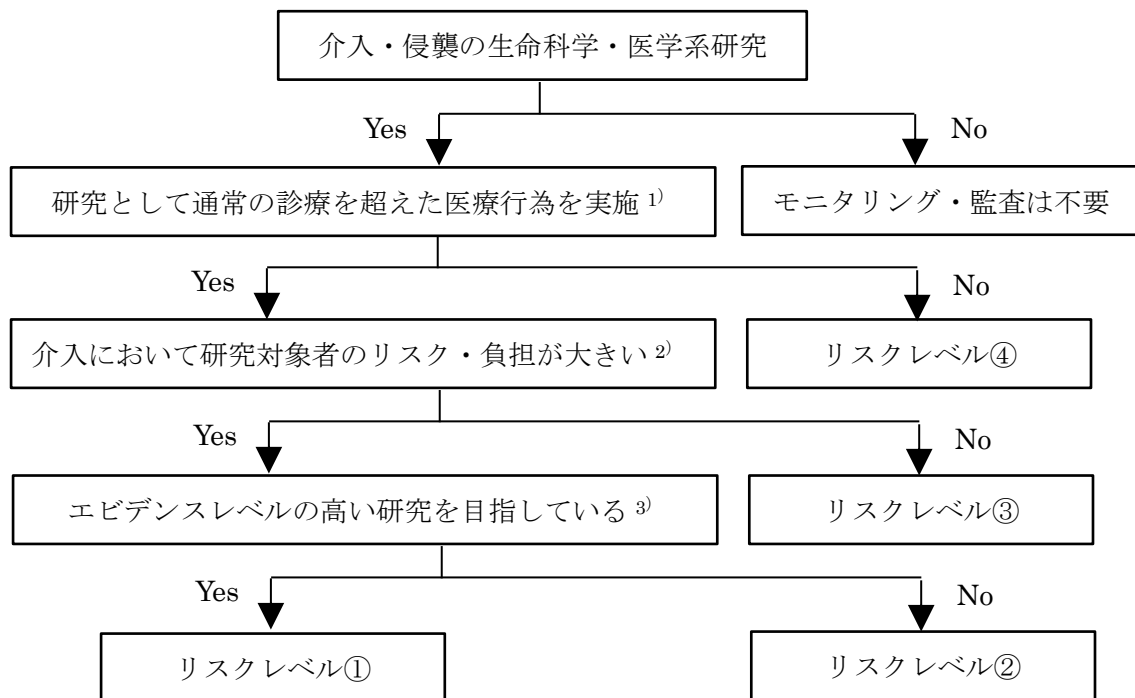 介入・侵襲の生命科学・医学系研究
Yes
No
研究として通常の診療を超えた医療行為を実施 1)
モニタリング・監査は不要
Yes
No
介入において研究対象者のリスク・負担が大きい 2)
リスクレベル④
Yes
No
エビデンスレベルの高い研究を目指している 3)
リスクレベル③
Yes
No
リスクレベル①
リスクレベル②